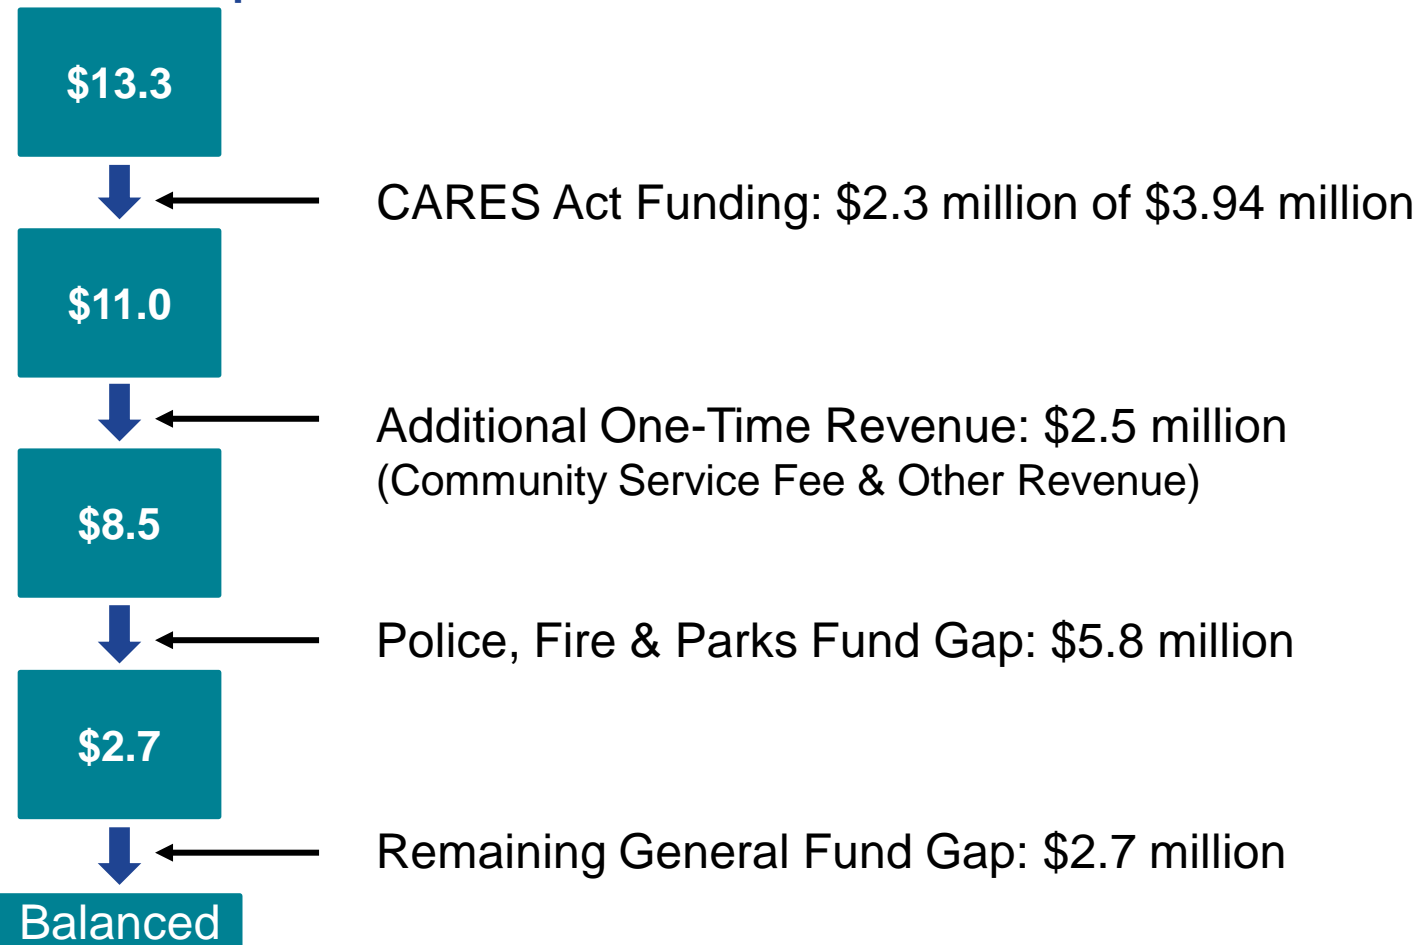 $13.3
CARES Act Funding: $2.3 million of $3.94 million
$11.0
Additional One-Time Revenue: $2.5 million
(Community Service Fee & Other Revenue)
$8.5
Police, Fire & Parks Fund Gap: $5.8 million
$2.7
Remaining General Fund Gap: $2.7 million
Balanced